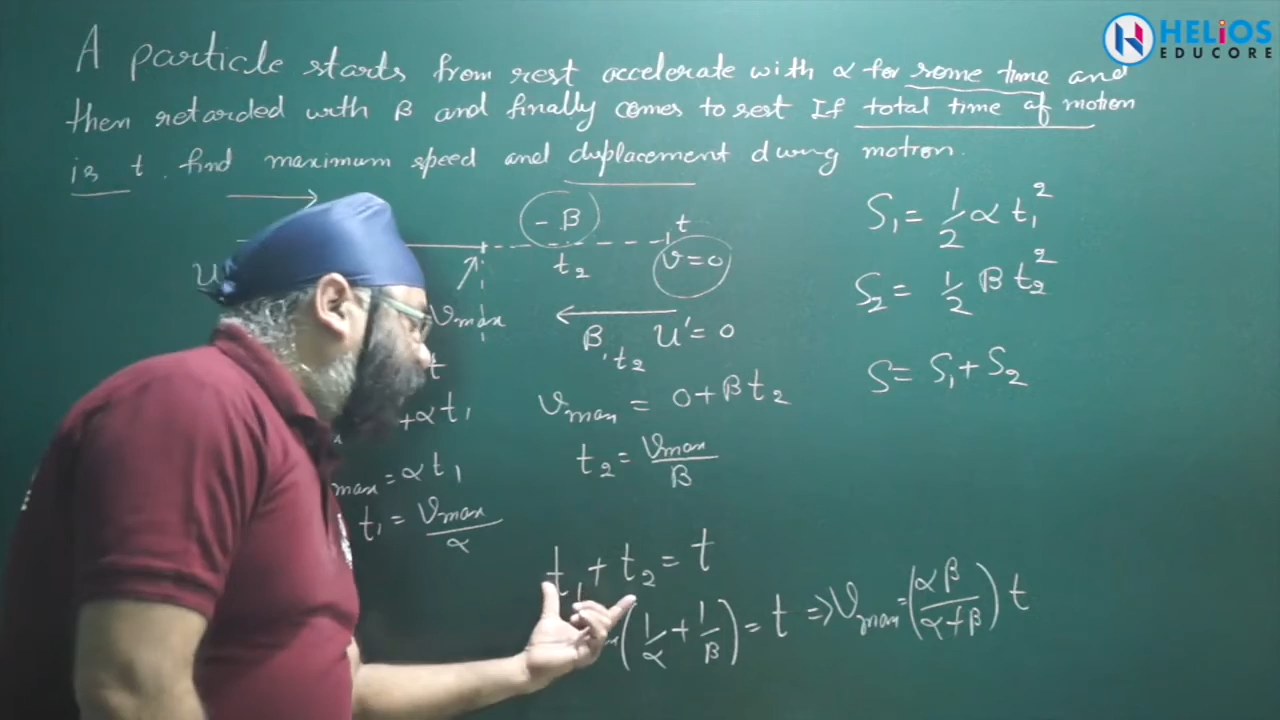 HELiOS
EDUCORE
A particle starts from rest accelerate with α for some time and
then retarded with β and finally comes to rest If total time of motion
is t . find maximum speed and displacement during motion.
U
-β
t
t₂
v=0
Vmax
β, t₂ U'=0
t
+αt₁
max = αt₁
t₁ = Vmax/α
Vmax = 0+βt₂
t₂ = Vmax/β
t₁ + t₂ = t
(1/α + 1/β) = t ⇒ Vmax = (αβ/α+β) t
S₁ = 1/2 αt₁²
S₂ = 1/2 βt₂²
S = S₁ + S₂